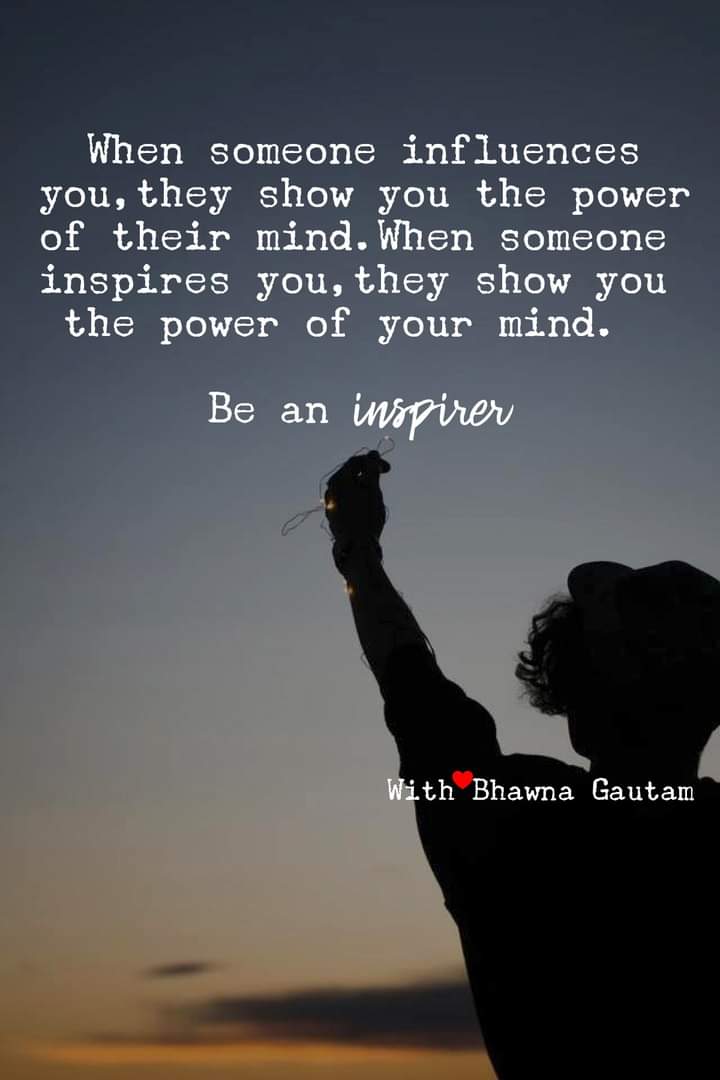 When someone influences
you,they show you the power
of their mind.When someone
inspires you,they show you
the power of your mind.
Be an inspirer
With❤Bhawna Gautam